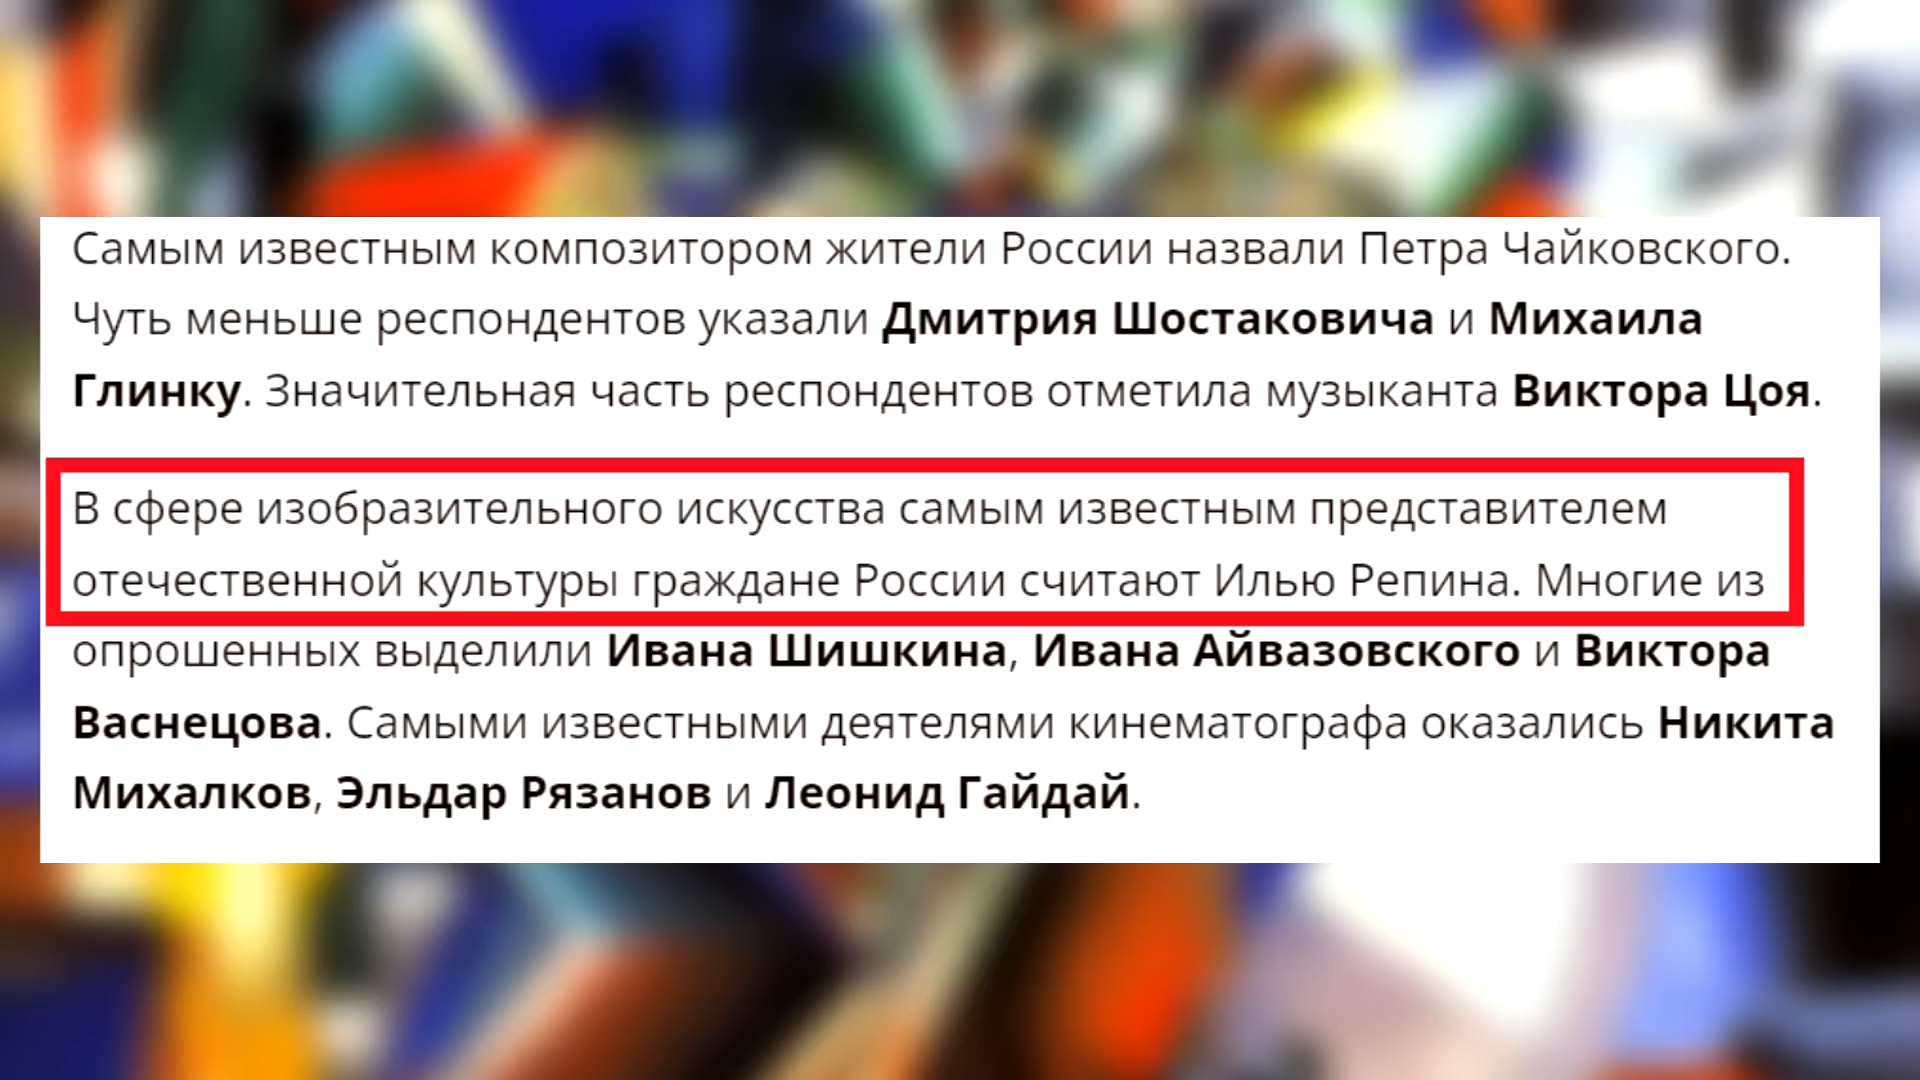 Самым известным композитором жители России назвали Петра Чайковского.
Чуть меньше респондентов указали Дмитрия Шостаковича и Михаила
Глинку. Значительная часть респондентов отметила музыканта Виктора Цоя.
В сфере изобразительного искусства самым известным представителем
отечественной культуры граждане России считают Илью Репина. Многие из
опрошенных выделили Ивана Шишкина, Ивана Айвазовского и Виктора
Васнецова. Самыми известными деятелями кинематографа оказались Никита
Михалков, Эльдар Рязанов и Леонид Гайдай.